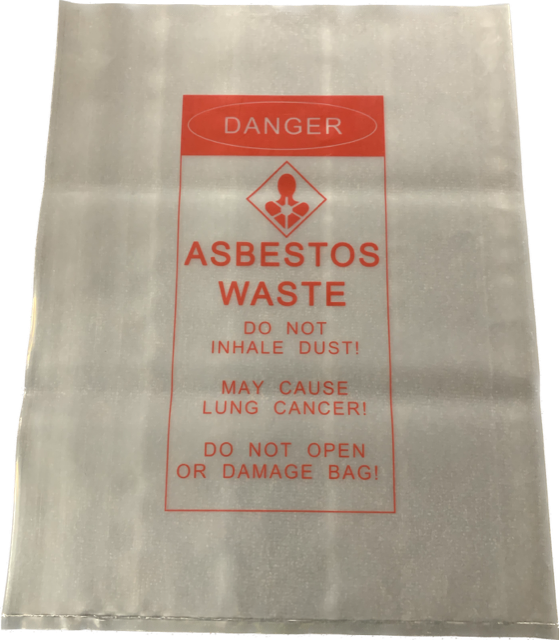 DANGER
ASBESTOS
WASTE
DO NOT
INHALE DUST!
MAY CAUSE
LUNG CANCER!
DO NOT OPEN
OR DAMAGE BAG!